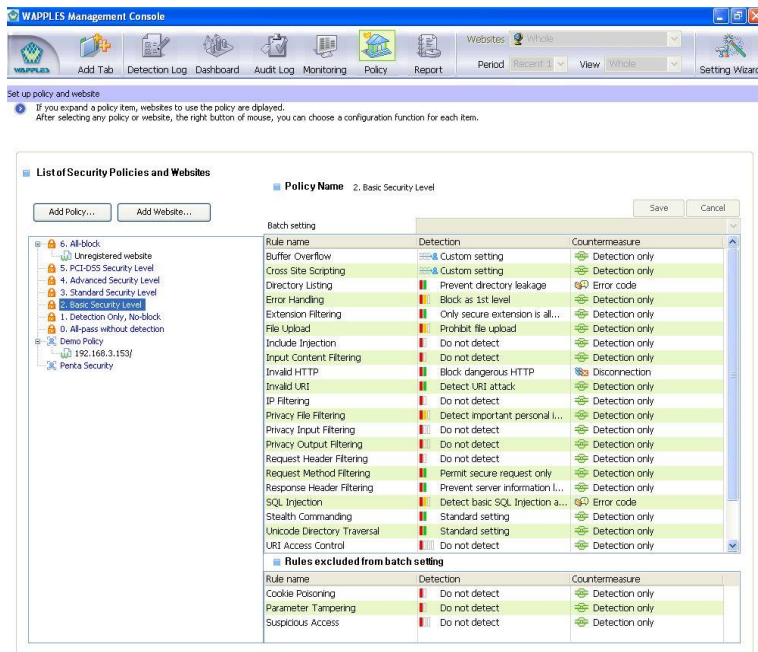 WAPPLES Management Console
WAPPLES
Add Tab
Detection Log
Dashboard
Audit Log
Monitoring
Policy
Report
Websites Whole
Period Recent 1 View Whole
Setting Wizard
Set up policy and website
If you expand a policy item, websites to use the policy are diplayed.
After selecting any policy or website, the right button of mouse, you can choose a configuration function for each item.
List of Security Policies and Websites
Add Policy... Add Website...
6. All-block
Unregistered website
5. PCI-DSS Security Level
4. Advanced Security Level
3. Standard Security Level
2. Basic Security Level
1. Detection Only, No-block
0. All-pass without detection
Demo Policy
192.168.3.153/
Penta Security
Policy Name 2. Basic Security Level
Save Cancel
Batch setting
Rule name Detection Countermeasure
Buffer Overflow Custom setting Detection only
Cross Site Scripting Custom setting Detection only
Directory Listing Prevent directory leakage Error code
Error Handling Block as 1st level Detection only
Extension Filtering Only secure extension is all... Detection only
File Upload Prohibit file upload Detection only
Include Injection Do not detect Detection only
Input Content Filtering Do not detect Detection only
Invalid HTTP Block dangerous HTTP Disconnection
Invalid URI Detect URI attack Detection only
IP Filtering Do not detect Detection only
Privacy File Filtering Detect important personal i... Detection only
Privacy Input Filtering Do not detect Detection only
Privacy Output Filtering Do not detect Detection only
Request Header Filtering Do not detect Detection only
Request Method Filtering Permit secure request only Detection only
Response Header Filtering Prevent server information l... Detection only
SQL Injection Detect basic SQL Injection a... Error code
Stealth Commanding Standard setting Detection only
Unicode Directory Traversal Standard setting Detection only
URI Access Control Do not detect Detection only
Rules excluded from batch setting
Rule name Detection Countermeasure
Cookie Poisoning Do not detect Detection only
Parameter Tampering Do not detect Detection only
Suspicious Access Do not detect Detection only